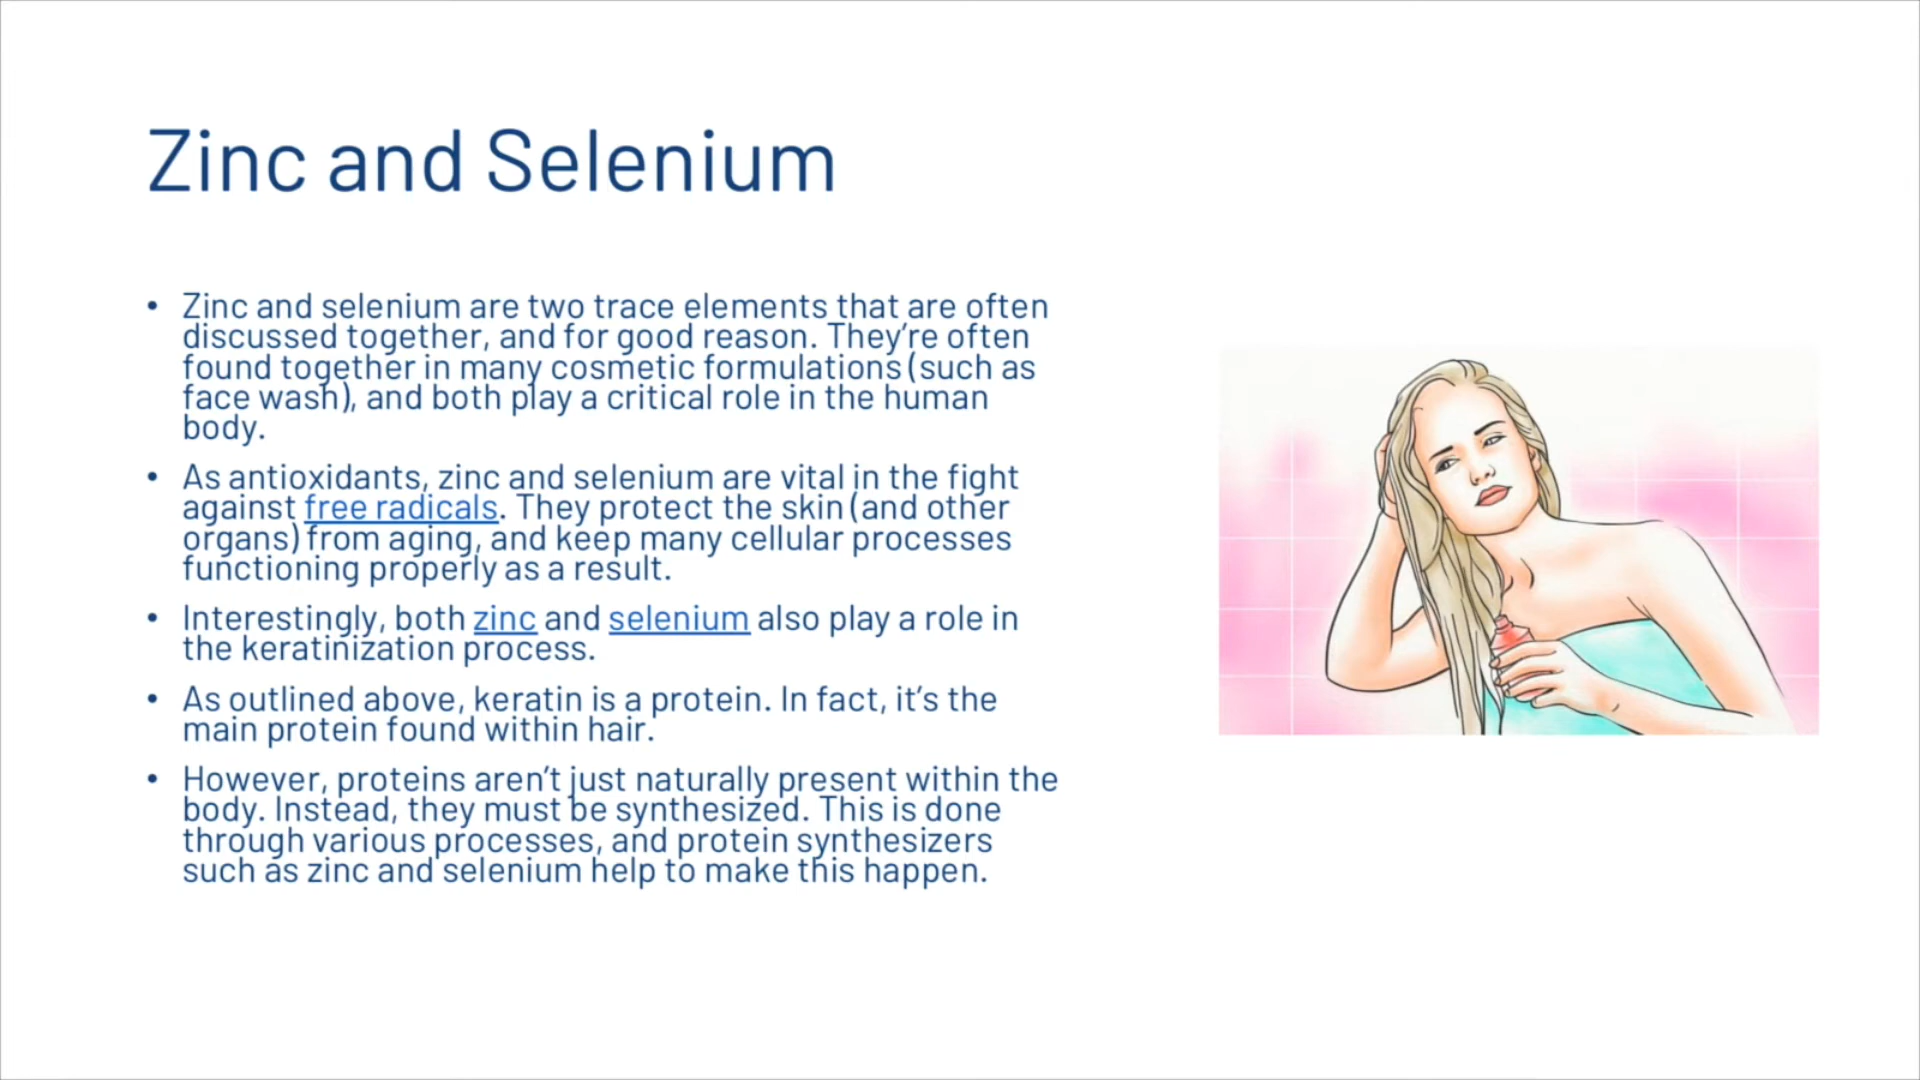 Zinc and Selenium
• Zinc and selenium are two trace elements that are often
discussed together, and for good reason. They’re often
found together in many cosmetic formulations (such as
face wash), and both play a critical role in the human
body.
• As antioxidants, zinc and selenium are vital in the fight
against free radicals. They protect the skin (and other
organs) from aging, and keep many cellular processes
functioning properly as a result.
• Interestingly, both zinc and selenium also play a role in
the keratinization process.
• As outlined above, keratin is a protein. In fact, it’s the
main protein found within hair.
• However, proteins aren’t just naturally present within the
body. Instead, they must be synthesized. This is done
through various processes, and protein synthesizers
such as zinc and selenium help to make this happen.